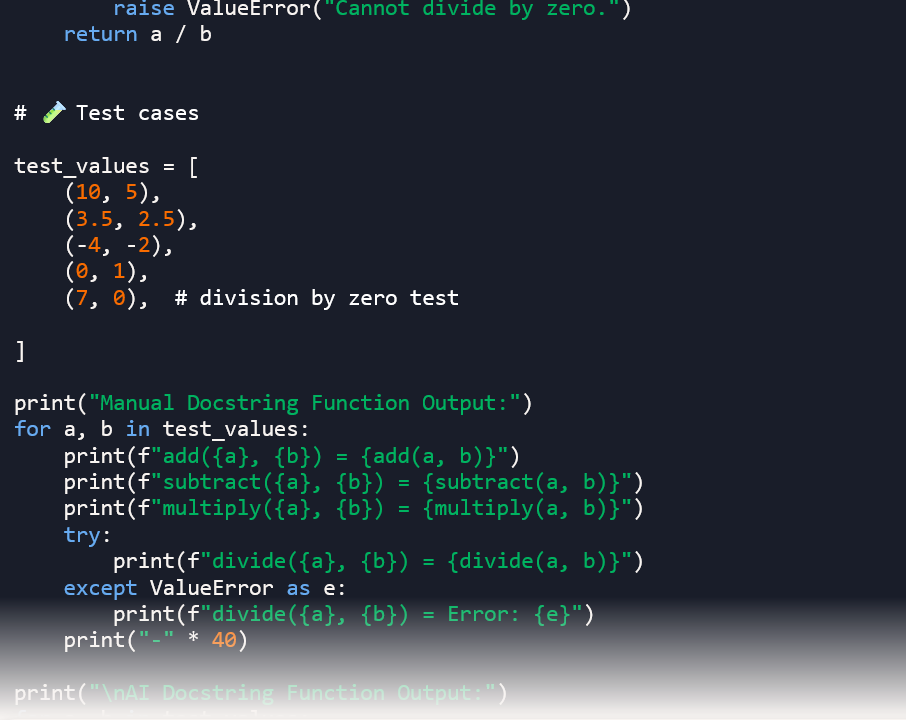 raise ValueError("Cannot divide by zero.")
    return a / b
# 🧪 Test cases
test_values = [
    (10, 5),
    (3.5, 2.5),
    (-4, -2),
    (0, 1),
    (7, 0),  # division by zero test
]
print("Manual Docstring Function Output:")
for a, b in test_values:
    print(f"add({a}, {b}) = {add(a, b)}")
    print(f"subtract({a}, {b}) = {subtract(a, b)}")
    print(f"multiply({a}, {b}) = {multiply(a, b)}")
    try:
        print(f"divide({a}, {b}) = {divide(a, b)}")
    except ValueError as e:
        print(f"divide({a}, {b}) = Error: {e}")
    print("-" * 40)
print("\nAI Docstring Function Output:")